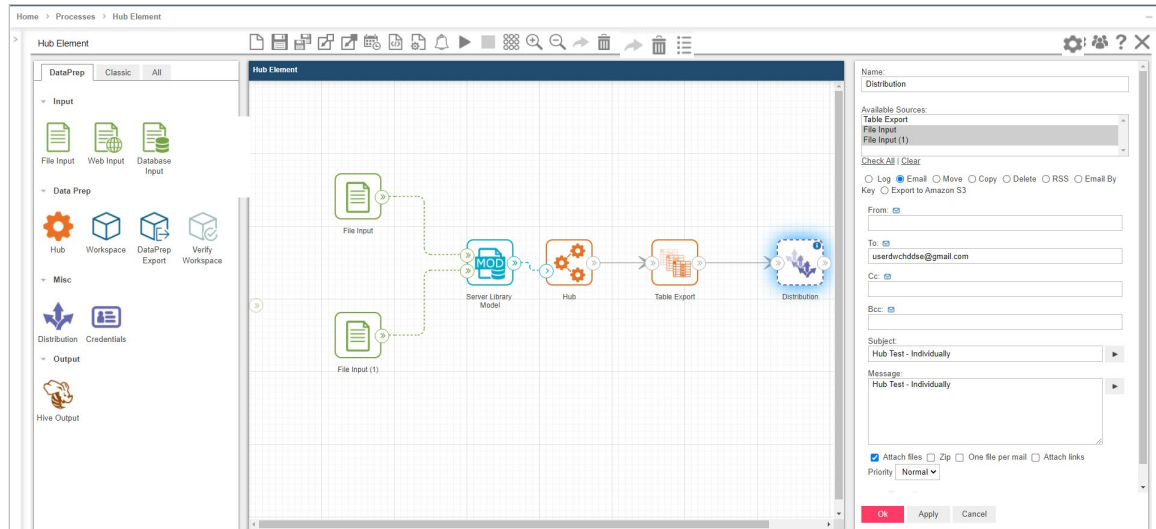 Home > Processes > Hub Element
Hub Element
DataPrep Classic All
Input
File Input Web Input Database Input
Data Prep
Hub Workspace DataPrep Export Verify Workspace
Misc
Distribution Credentials
Output
Hive Output
Hub Element
File Input
MOD
Server Library Model
Hub
Table Export
Distribution
File Input (1)
Name:
Distribution
Available Sources:
Table Export
File Input
File Input (1)
Check All | Clear
Log Email Move Copy Delete RSS Email By
Key Export to Amazon S3
From:
To:
userdwchddse@gmail.com
Cc:
Bcc:
Subject:
Hub Test - Individually
Message:
Hub Test - Individually
Attach files Zip One file per mail Attach links
Priority Normal
Ok Apply Cancel